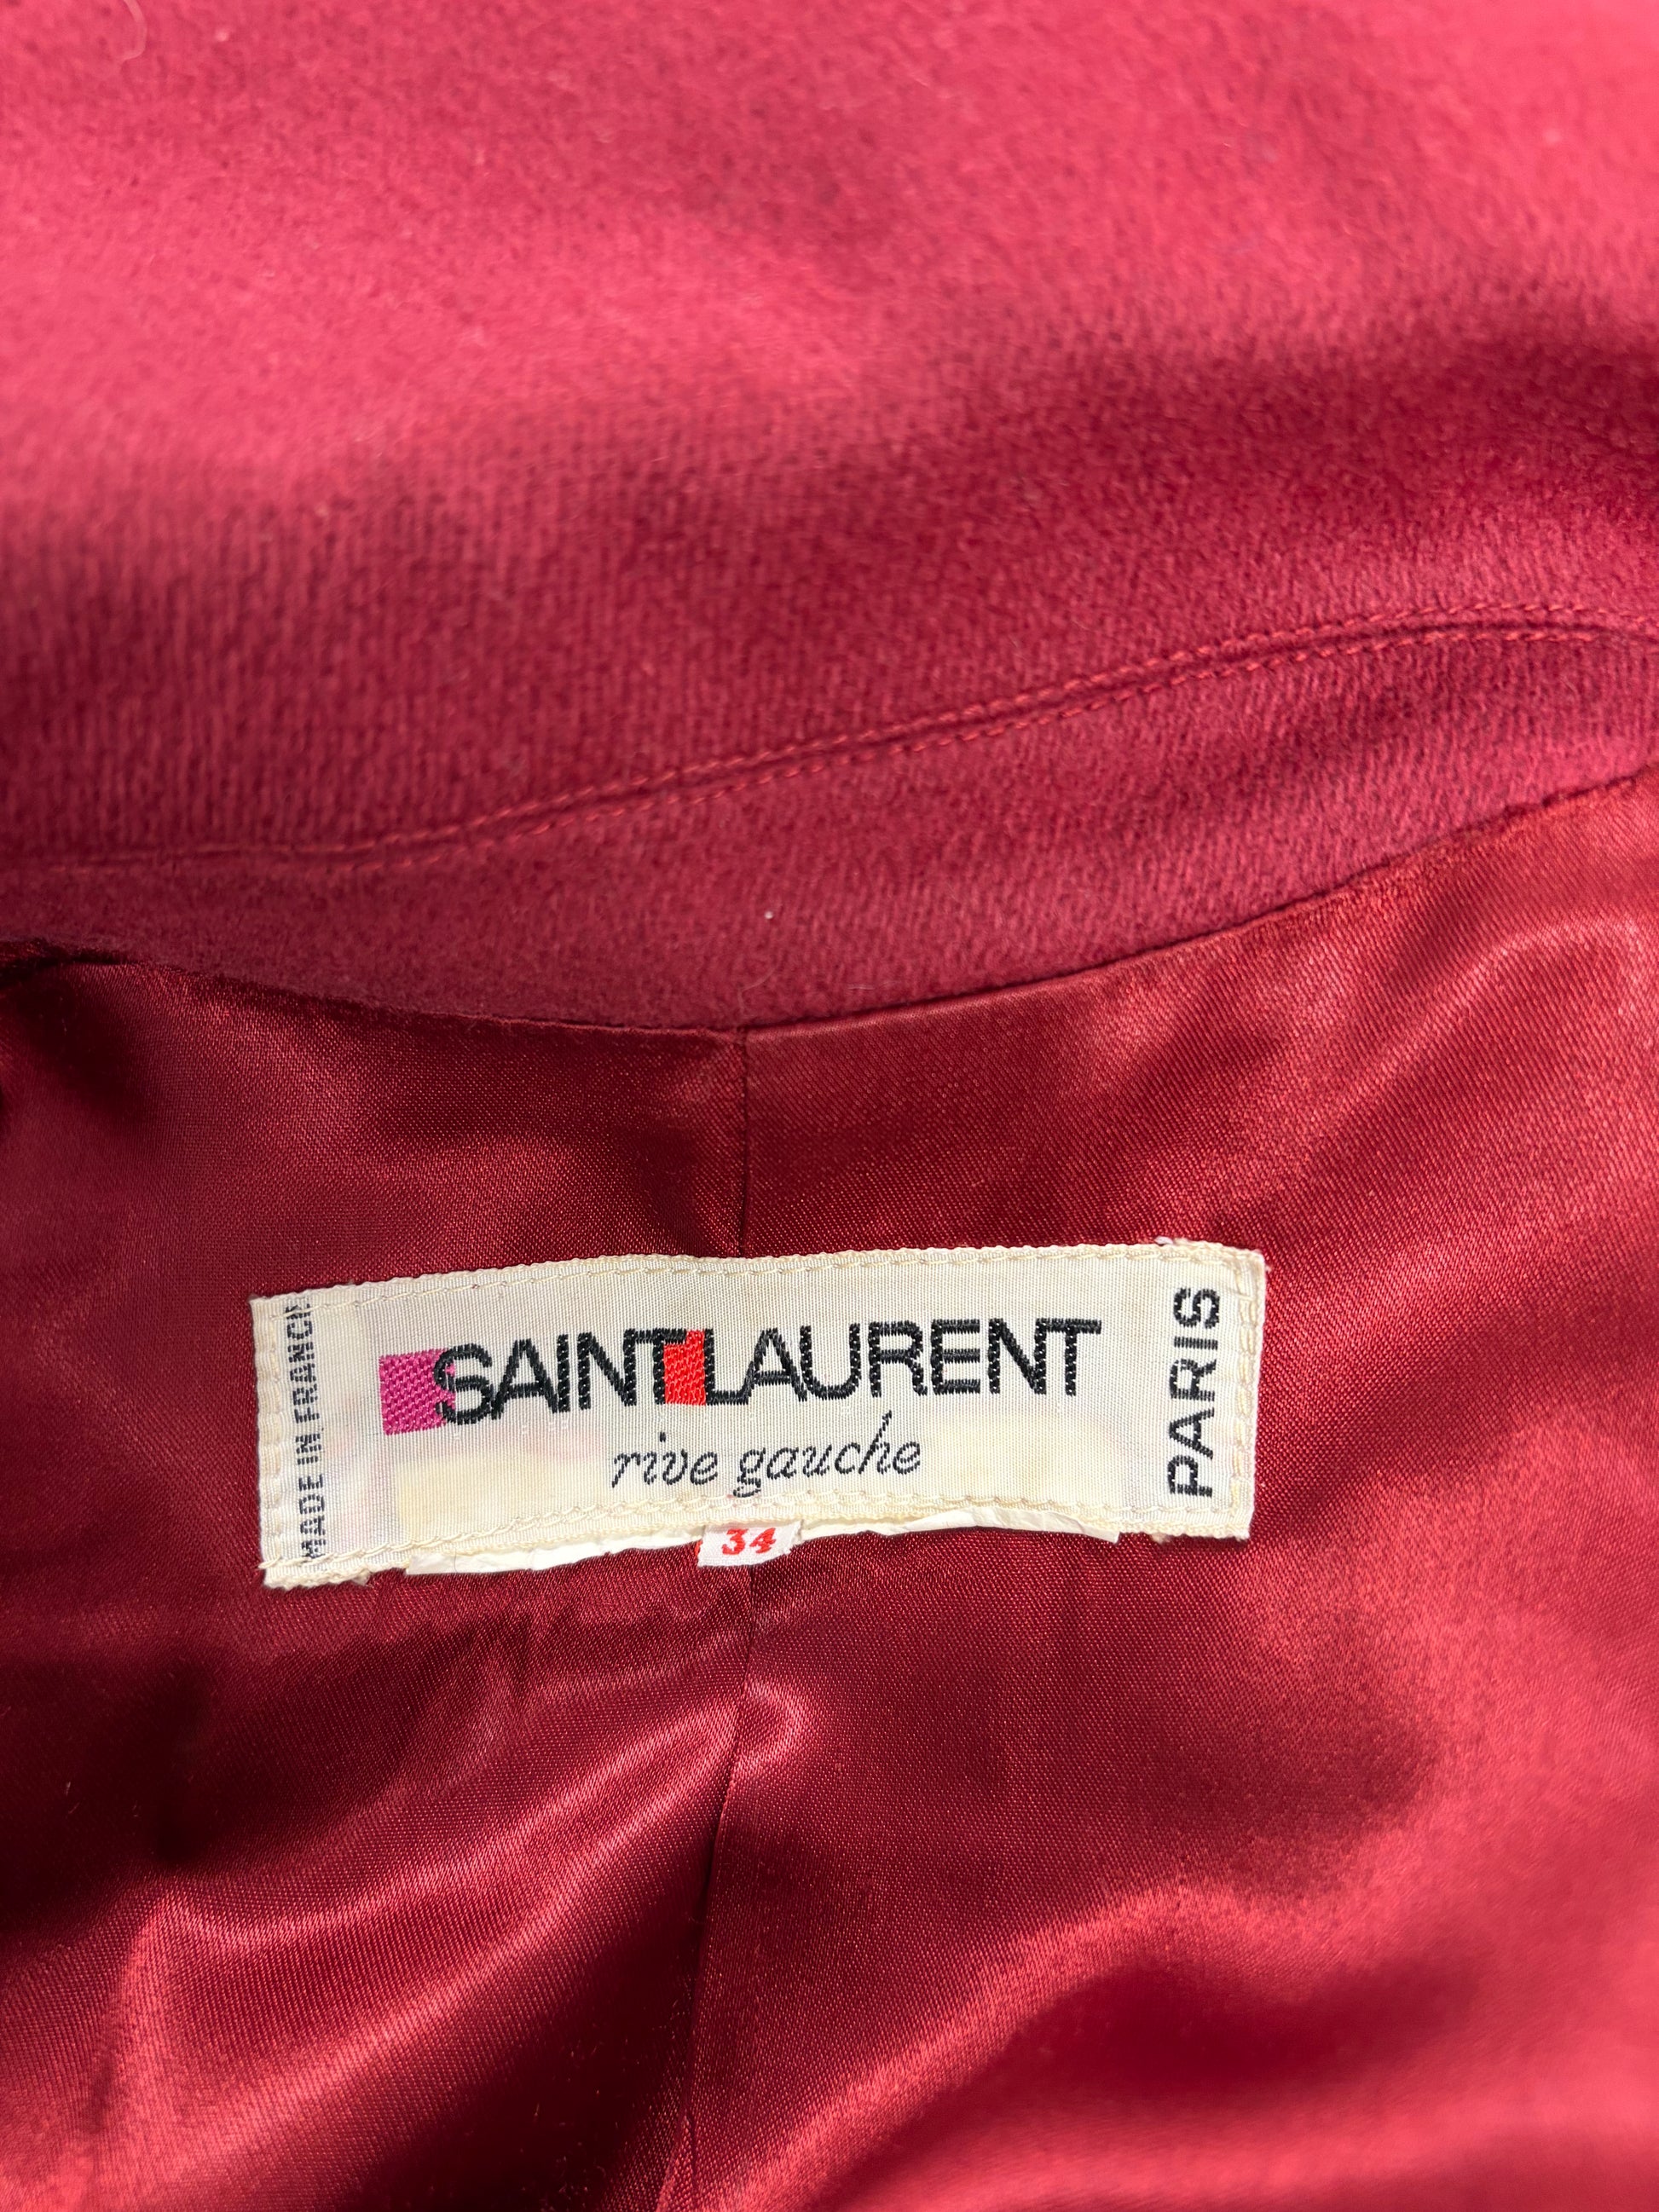 MADE IN FRANCE
SAINT LAURENT
rive gauche
PARIS
34